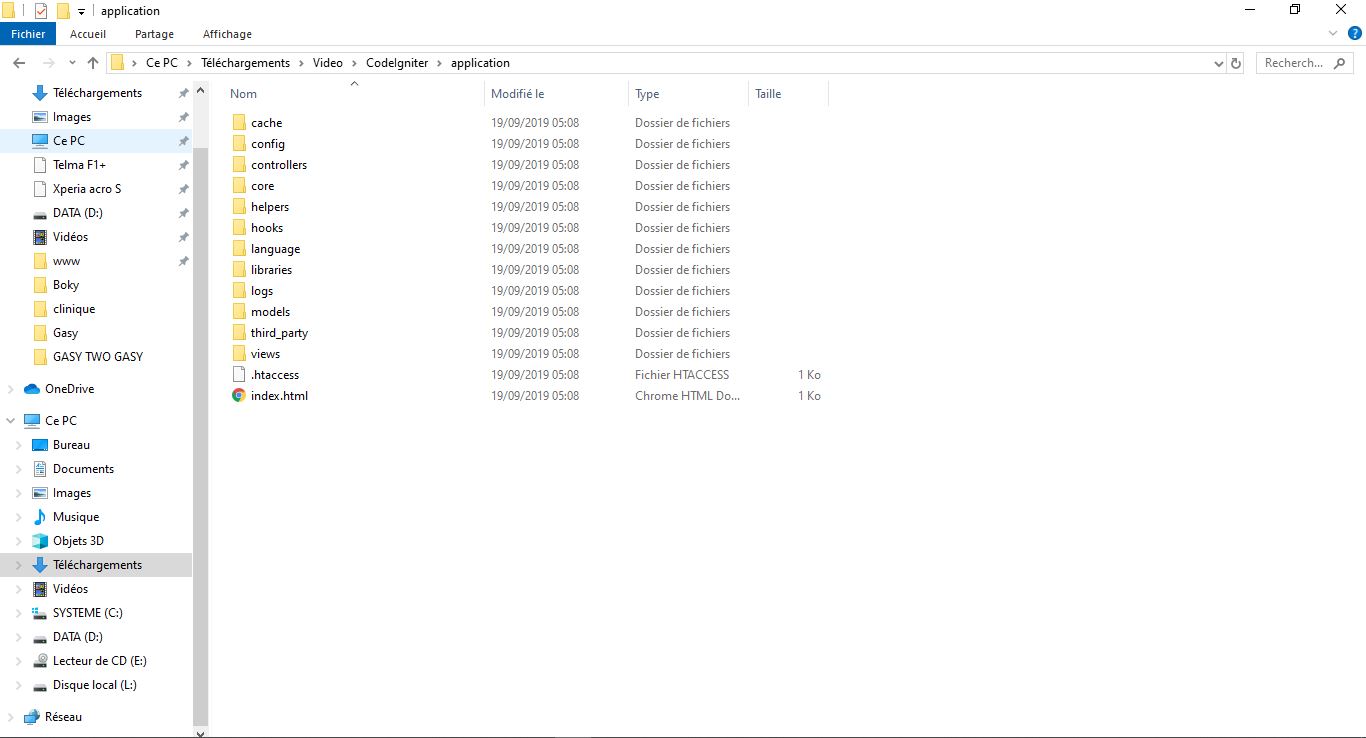 application
Fichier Accueil Partage Affichage
Ce PC Téléchargements Video CodeIgniter application Recherch...
Téléchargements
Images
Ce PC
Telma F1+
Xperia acro S
DATA (D:)
Vidéos
www
Boky
clinique
Gasy
GASY TWO GASY
OneDrive
Ce PC
Bureau
Documents
Images
Musique
Objets 3D
Téléchargements
Vidéos
SYSTEME (C:)
DATA (D:)
Lecteur de CD (E:)
Disque local (L:)
Réseau
Nom Modifié le Type Taille
cache 19/09/2019 05:08 Dossier de fichiers
config 19/09/2019 05:08 Dossier de fichiers
controllers 19/09/2019 05:08 Dossier de fichiers
core 19/09/2019 05:08 Dossier de fichiers
helpers 19/09/2019 05:08 Dossier de fichiers
hooks 19/09/2019 05:08 Dossier de fichiers
language 19/09/2019 05:08 Dossier de fichiers
libraries 19/09/2019 05:08 Dossier de fichiers
logs 19/09/2019 05:08 Dossier de fichiers
models 19/09/2019 05:08 Dossier de fichiers
third_party 19/09/2019 05:08 Dossier de fichiers
views 19/09/2019 05:08 Dossier de fichiers
.htaccess 19/09/2019 05:08 Fichier HTACCESS 1 Ko
index.html 19/09/2019 05:08 Chrome HTML Do... 1 Ko